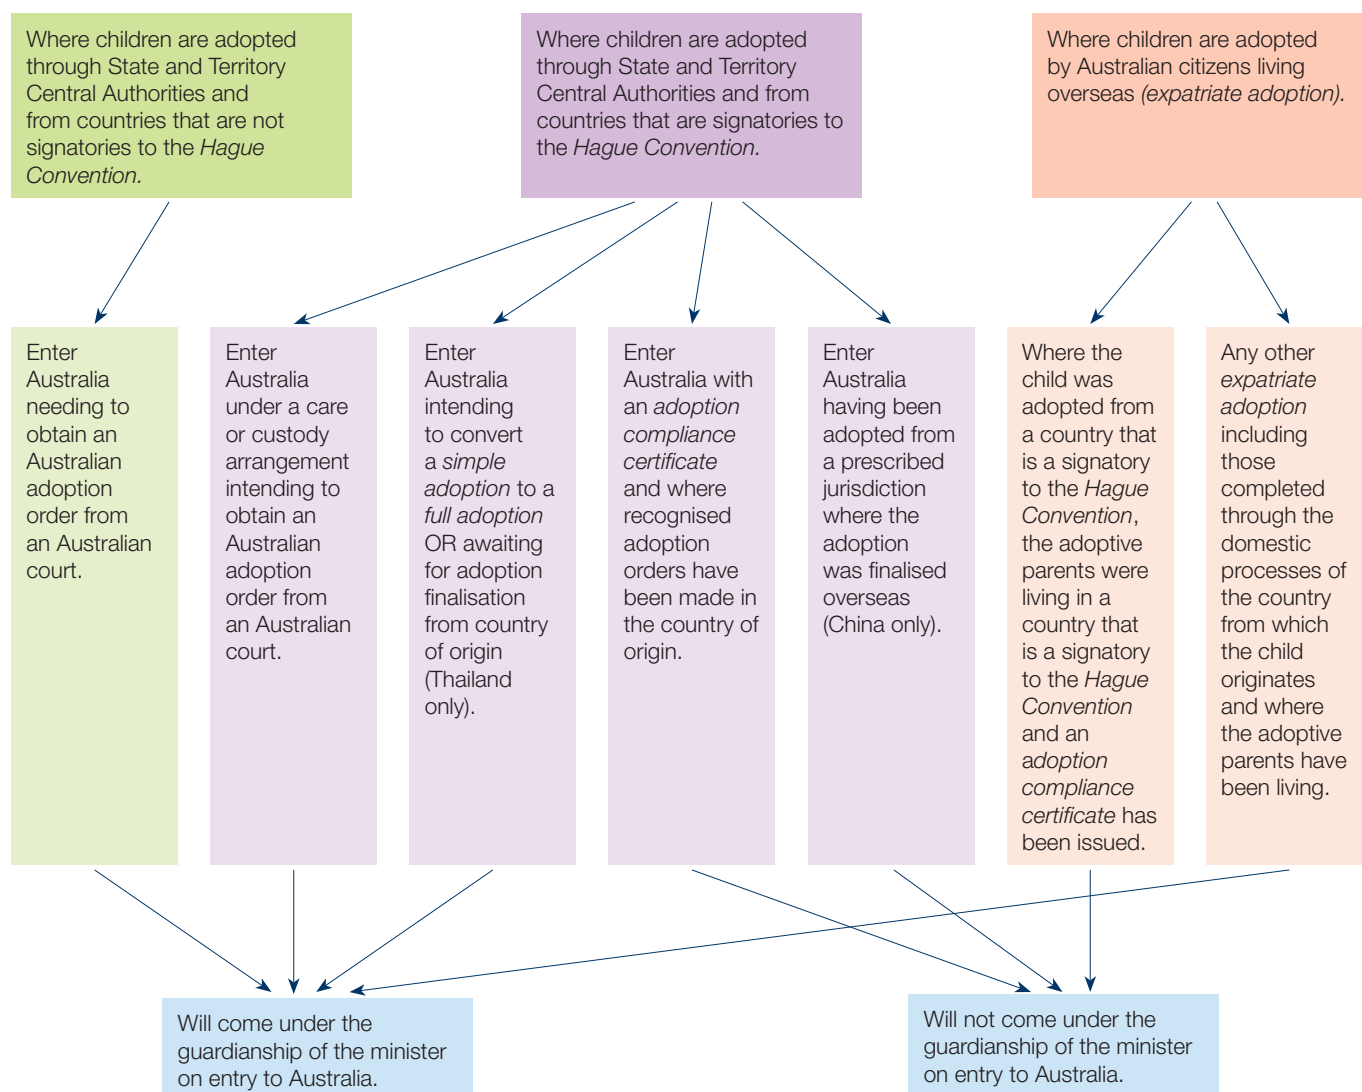 Where children are adopted
through State and Territory
Central Authorities and
from countries that are not
signatories to the Hague
Convention.
Where children are adopted
through State and Territory
Central Authorities and from
countries that are signatories to
the Hague Convention.
Where children are adopted
by Australian citizens living
overseas (expatriate adoption).
Enter
Australia
needing to
obtain an
Australian
adoption
order from
an Australian
court.
Enter
Australia
under a care
or custody
arrangement
intending to
obtain an
Australian
adoption
order from
an Australian
court.
Enter
Australia
intending
to convert
a simple
adoption to a
full adoption
OR awaiting
for adoption
finalisation
from country
of origin
(Thailand
only).
Enter
Australia with
an adoption
compliance
certificate
and where
recognised
adoption
orders have
been made in
the country of
origin.
Enter
Australia
having been
adopted from
a prescribed
jurisdiction
where the
adoption
was finalised
overseas
(China only).
Where the
child was
adopted from
a country that
is a signatory
to the Hague
Convention,
the adoptive
parents were
living in a
country that
is a signatory
to the Hague
Convention
and an
adoption
compliance
certificate has
been issued.
Any other
expatriate
adoption
including
those
completed
through the
domestic
processes of
the country
from which
the child
originates
and where
the adoptive
parents have
been living.
Will come under the
guardianship of the minister
on entry to Australia.
Will not come under the
guardianship of the minister
on entry to Australia.